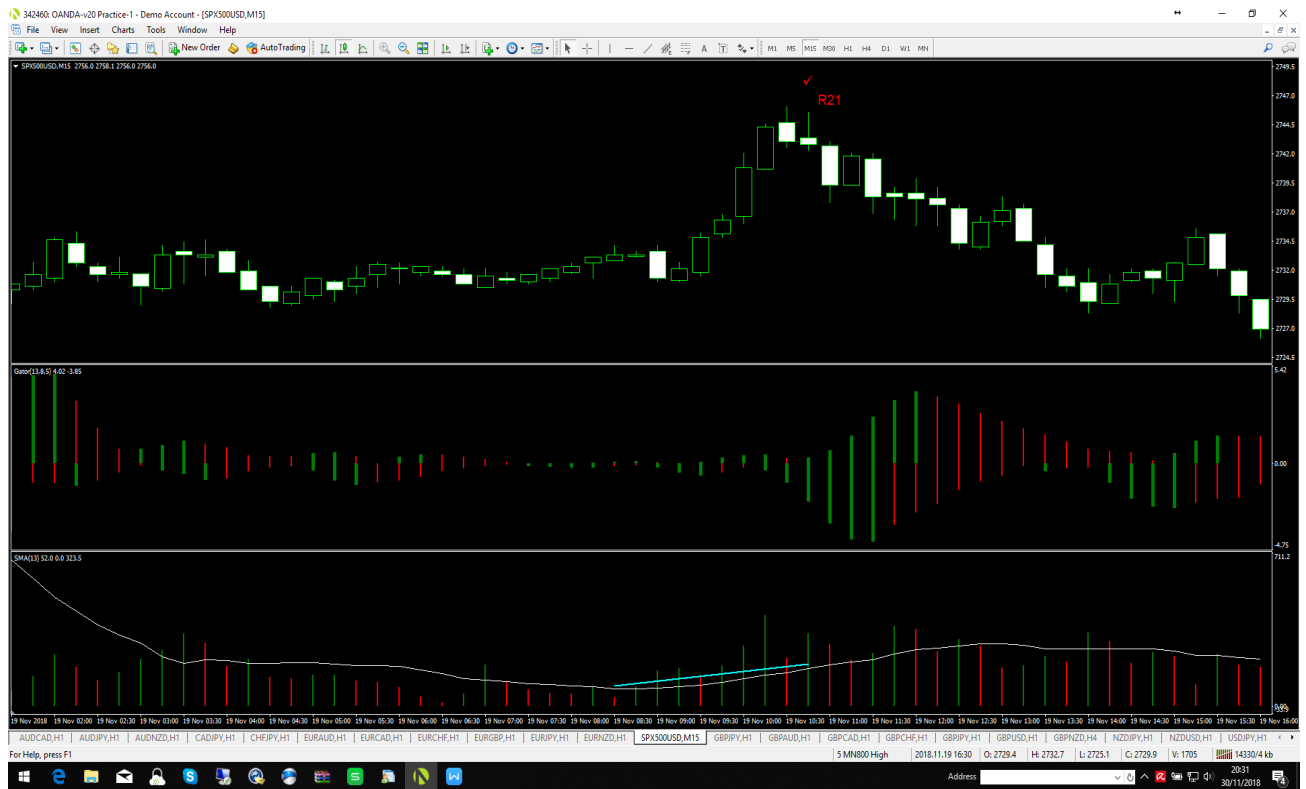 342460: OANDA-v20 Practice-1 - Demo Account - [SPX500USD,M15]
File View Insert Charts Tools Window Help
New Order AutoTrading A T M1 M5 M15 M30 H1 H4 D1 W1 MN
SPX500USD,M15 2756.0 2758.1 2756.0 2756.0
R21
2749.5
2747.0
2744.5
2742.0
2739.5
2737.0
2734.5
2732.0
2729.5
2727.0
2724.5
Gator(13,8,5) 4.02 -3.85
5.42
0.00
-4.75
SMA(13) 52.0 0.0 323.5
711.2
0.00
19 Nov 2018 19 Nov 02:00 19 Nov 02:30 19 Nov 03:00 19 Nov 03:30 19 Nov 04:00 19 Nov 04:30 19 Nov 05:00 19 Nov 05:30 19 Nov 06:00 19 Nov 06:30 19 Nov 07:00 19 Nov 07:30 19 Nov 08:00 19 Nov 08:30 19 Nov 09:00 19 Nov 09:30 19 Nov 10:00 19 Nov 10:30 19 Nov 11:00 19 Nov 11:30 19 Nov 12:00 19 Nov 12:30 19 Nov 13:00 19 Nov 13:30 19 Nov 14:00 19 Nov 14:30 19 Nov 15:00 19 Nov 15:30 19 Nov 16:00
AUDCAD,H1 AUDJPY,H1 AUDNZD,H1 CADJPY,H1 CHFJPY,H1 EURAUD,H1 EURCAD,H1 EURCHF,H1 EURGBP,H1 EURJPY,H1 EURNZD,H1 SPX500USD,M15 GBPJPY,H1 GBPAUD,H1 GBPCAD,H1 GBPCHF,H1 GBPJPY,H1 GBPUSD,H1 GBPNZD,H4 NZDJPY,H1 NZDUSD,H1 USDJPY,H1
For Help, press F1 5 MN800 High 2018.11.19 16:30 O: 2729.4 H: 2732.7 L: 2725.1 C: 2729.9 V: 1705 14330/4 kb
Address 20:31
30/11/2018